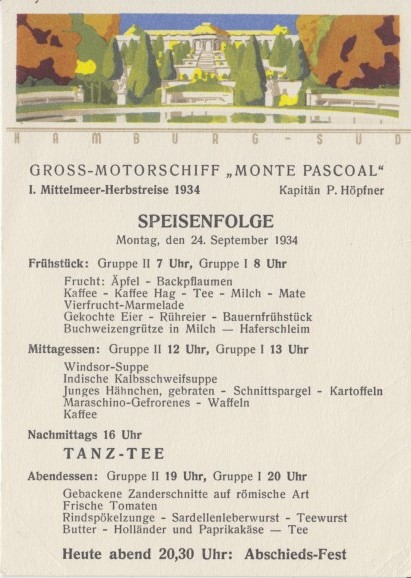 HAMBURG-SÜD
GROSS-MOTORSCHIFF „MONTE PASCOAL“
I. Mittelmeer-Herbstreise 1934 Kapitän P. Höpfner
SPEISENFOLGE
Montag, den 24. September 1934
Frühstück: Gruppe II 7 Uhr, Gruppe I 8 Uhr
Frucht: Äpfel - Backpflaumen
Kaffee - Kaffee Hag - Tee - Milch - Mate
Vierfrucht-Marmelade
Gekochte Eier - Rühreier - Bauernfrühstück
Buchweizengrütze in Milch — Haferschleim
Mittagessen: Gruppe II 12 Uhr, Gruppe I 13 Uhr
Windsor-Suppe
Indische Kalbsschweifsuppe
Junges Hähnchen, gebraten - Schnittspargel - Kartoffeln
Maraschino-Gefrorenes - Waffeln
Kaffee
Nachmittags 16 Uhr
TANZ-TEE
Abendessen: Gruppe II 19 Uhr, Gruppe I 20 Uhr
Gebackene Zanderschnitte auf römische Art
Frische Tomaten
Rindspökelzunge - Sardellenleberwurst - Teewurst
Butter - Holländer und Paprikakäse — Tee
Heute abend 20,30 Uhr: Abschieds-Fest